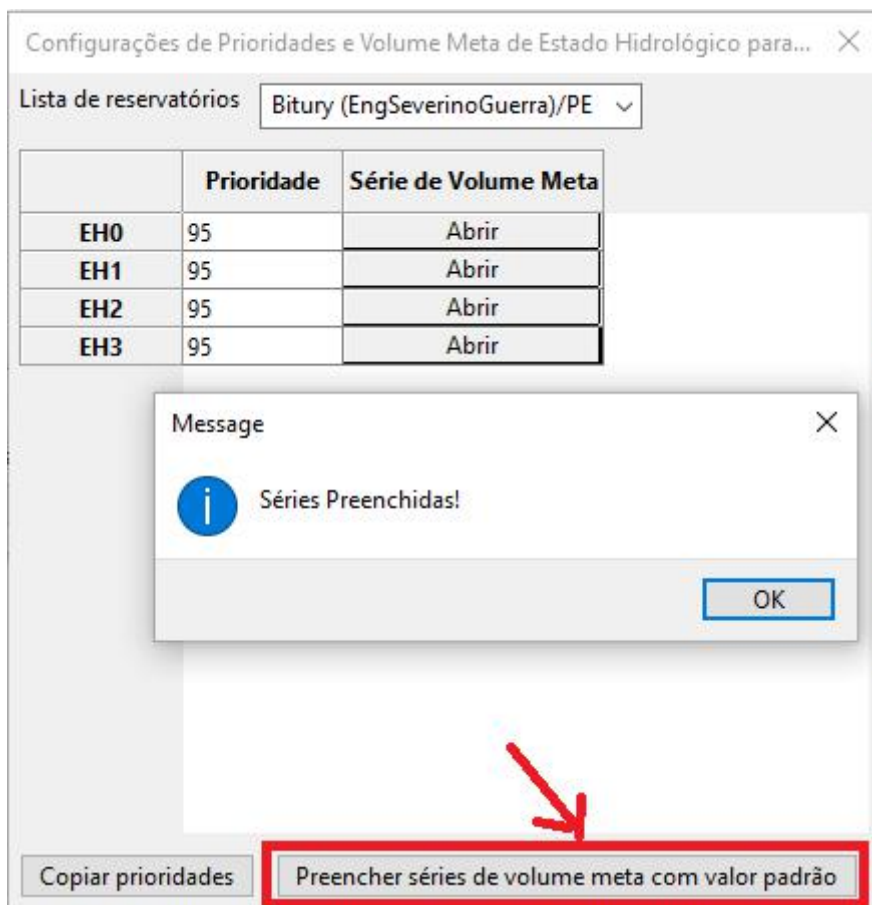 Configurações de Prioridades e Volume Meta de Estado Hidrológico para...
Lista de reservatórios Bitury (EngSeverinoGuerra)/PE
Prioridade Série de Volume Meta
EH0 95 Abrir
EH1 95 Abrir
EH2 95 Abrir
EH3 95 Abrir
Message
Séries Preenchidas!
OK
Copiar prioridades Preencher séries de volume meta com valor padrão